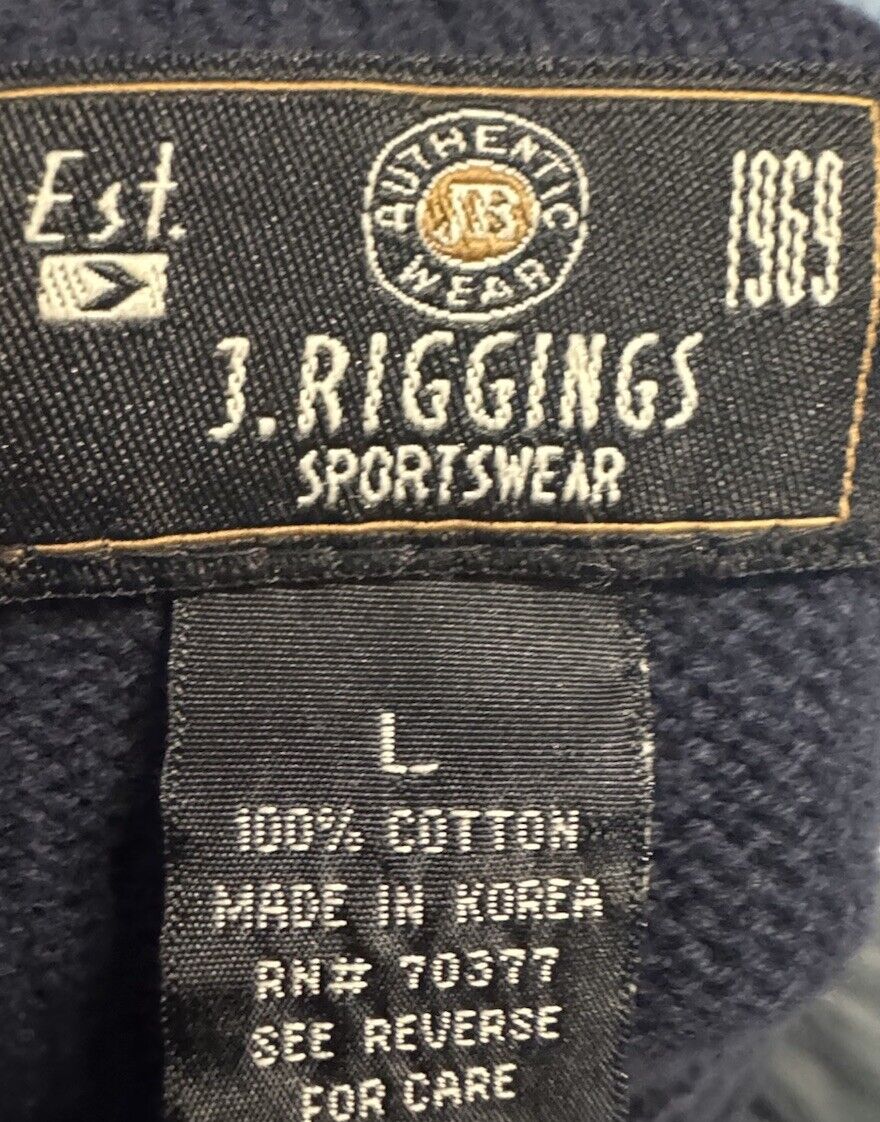 Est.
AUTHENTIC
WEAR
1969
J.RIGGINGS
SPORTSWEAR
L
100% COTTON
MADE IN KOREA
RN# 70377
SEE REVERSE
FOR CARE